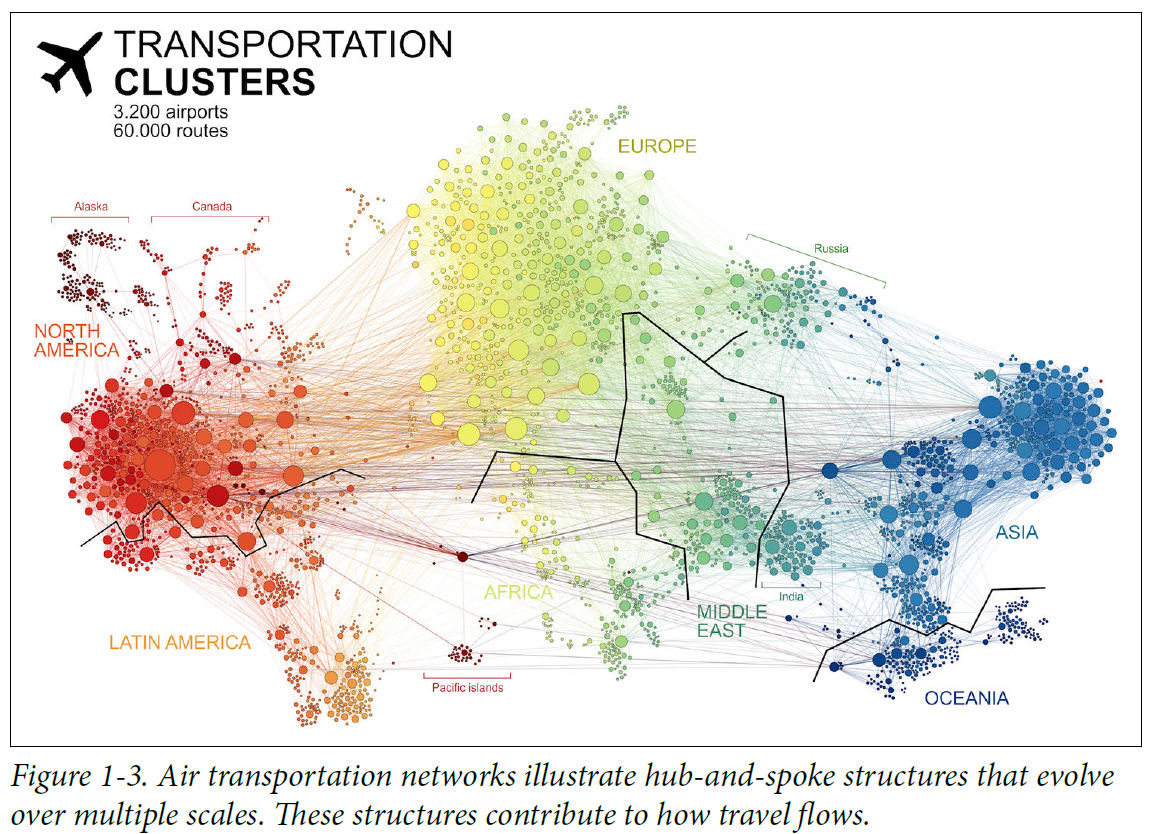 TRANSPORTATION
CLUSTERS
3.200 airports
60.000 routes
EUROPE
Alaska
Canada
Russia
NORTH
AMERICA
ASIA
AFRICA
India
MIDDLE
EAST
LATIN AMERICA
Pacific islands
OCEANIA
Figure 1-3. Air transportation networks illustrate hub-and-spoke structures that evolve
over multiple scales. These structures contribute to how travel flows.